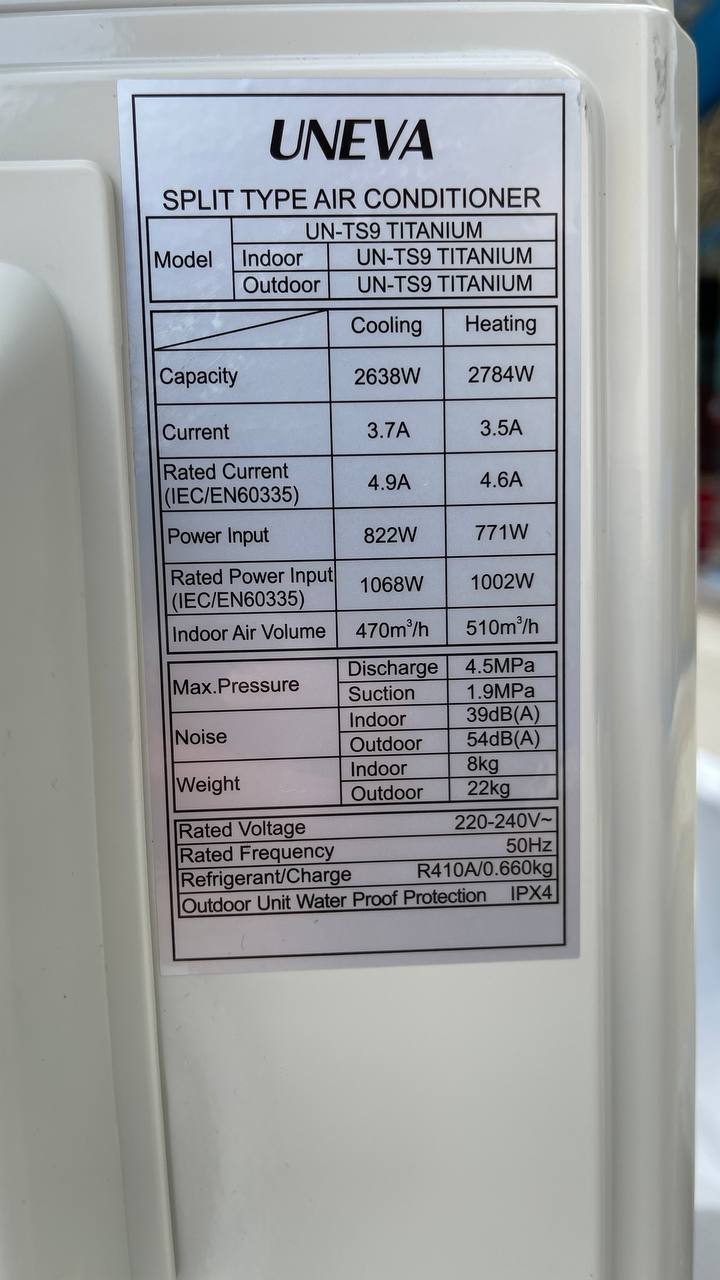 UNEVA
SPLIT TYPE AIR CONDITIONER
Model UN-TS9 TITANIUM
Indoor UN-TS9 TITANIUM
Outdoor UN-TS9 TITANIUM
Cooling Heating
Capacity 2638W 2784W
Current 3.7A 3.5A
Rated Current
(IEC/EN60335) 4.9A 4.6A
Power Input 822W 771W
Rated Power Input
(IEC/EN60335) 1068W 1002W
Indoor Air Volume 470m³/h 510m³/h
Max.Pressure Discharge 4.5MPa
Suction 1.9MPa
Noise Indoor 39dB(A)
Outdoor 54dB(A)
Weight Indoor 8kg
Outdoor 22kg
Rated Voltage 220-240V~
Rated Frequency 50Hz
Refrigerant/Charge R410A/0.660kg
Outdoor Unit Water Proof Protection IPX4